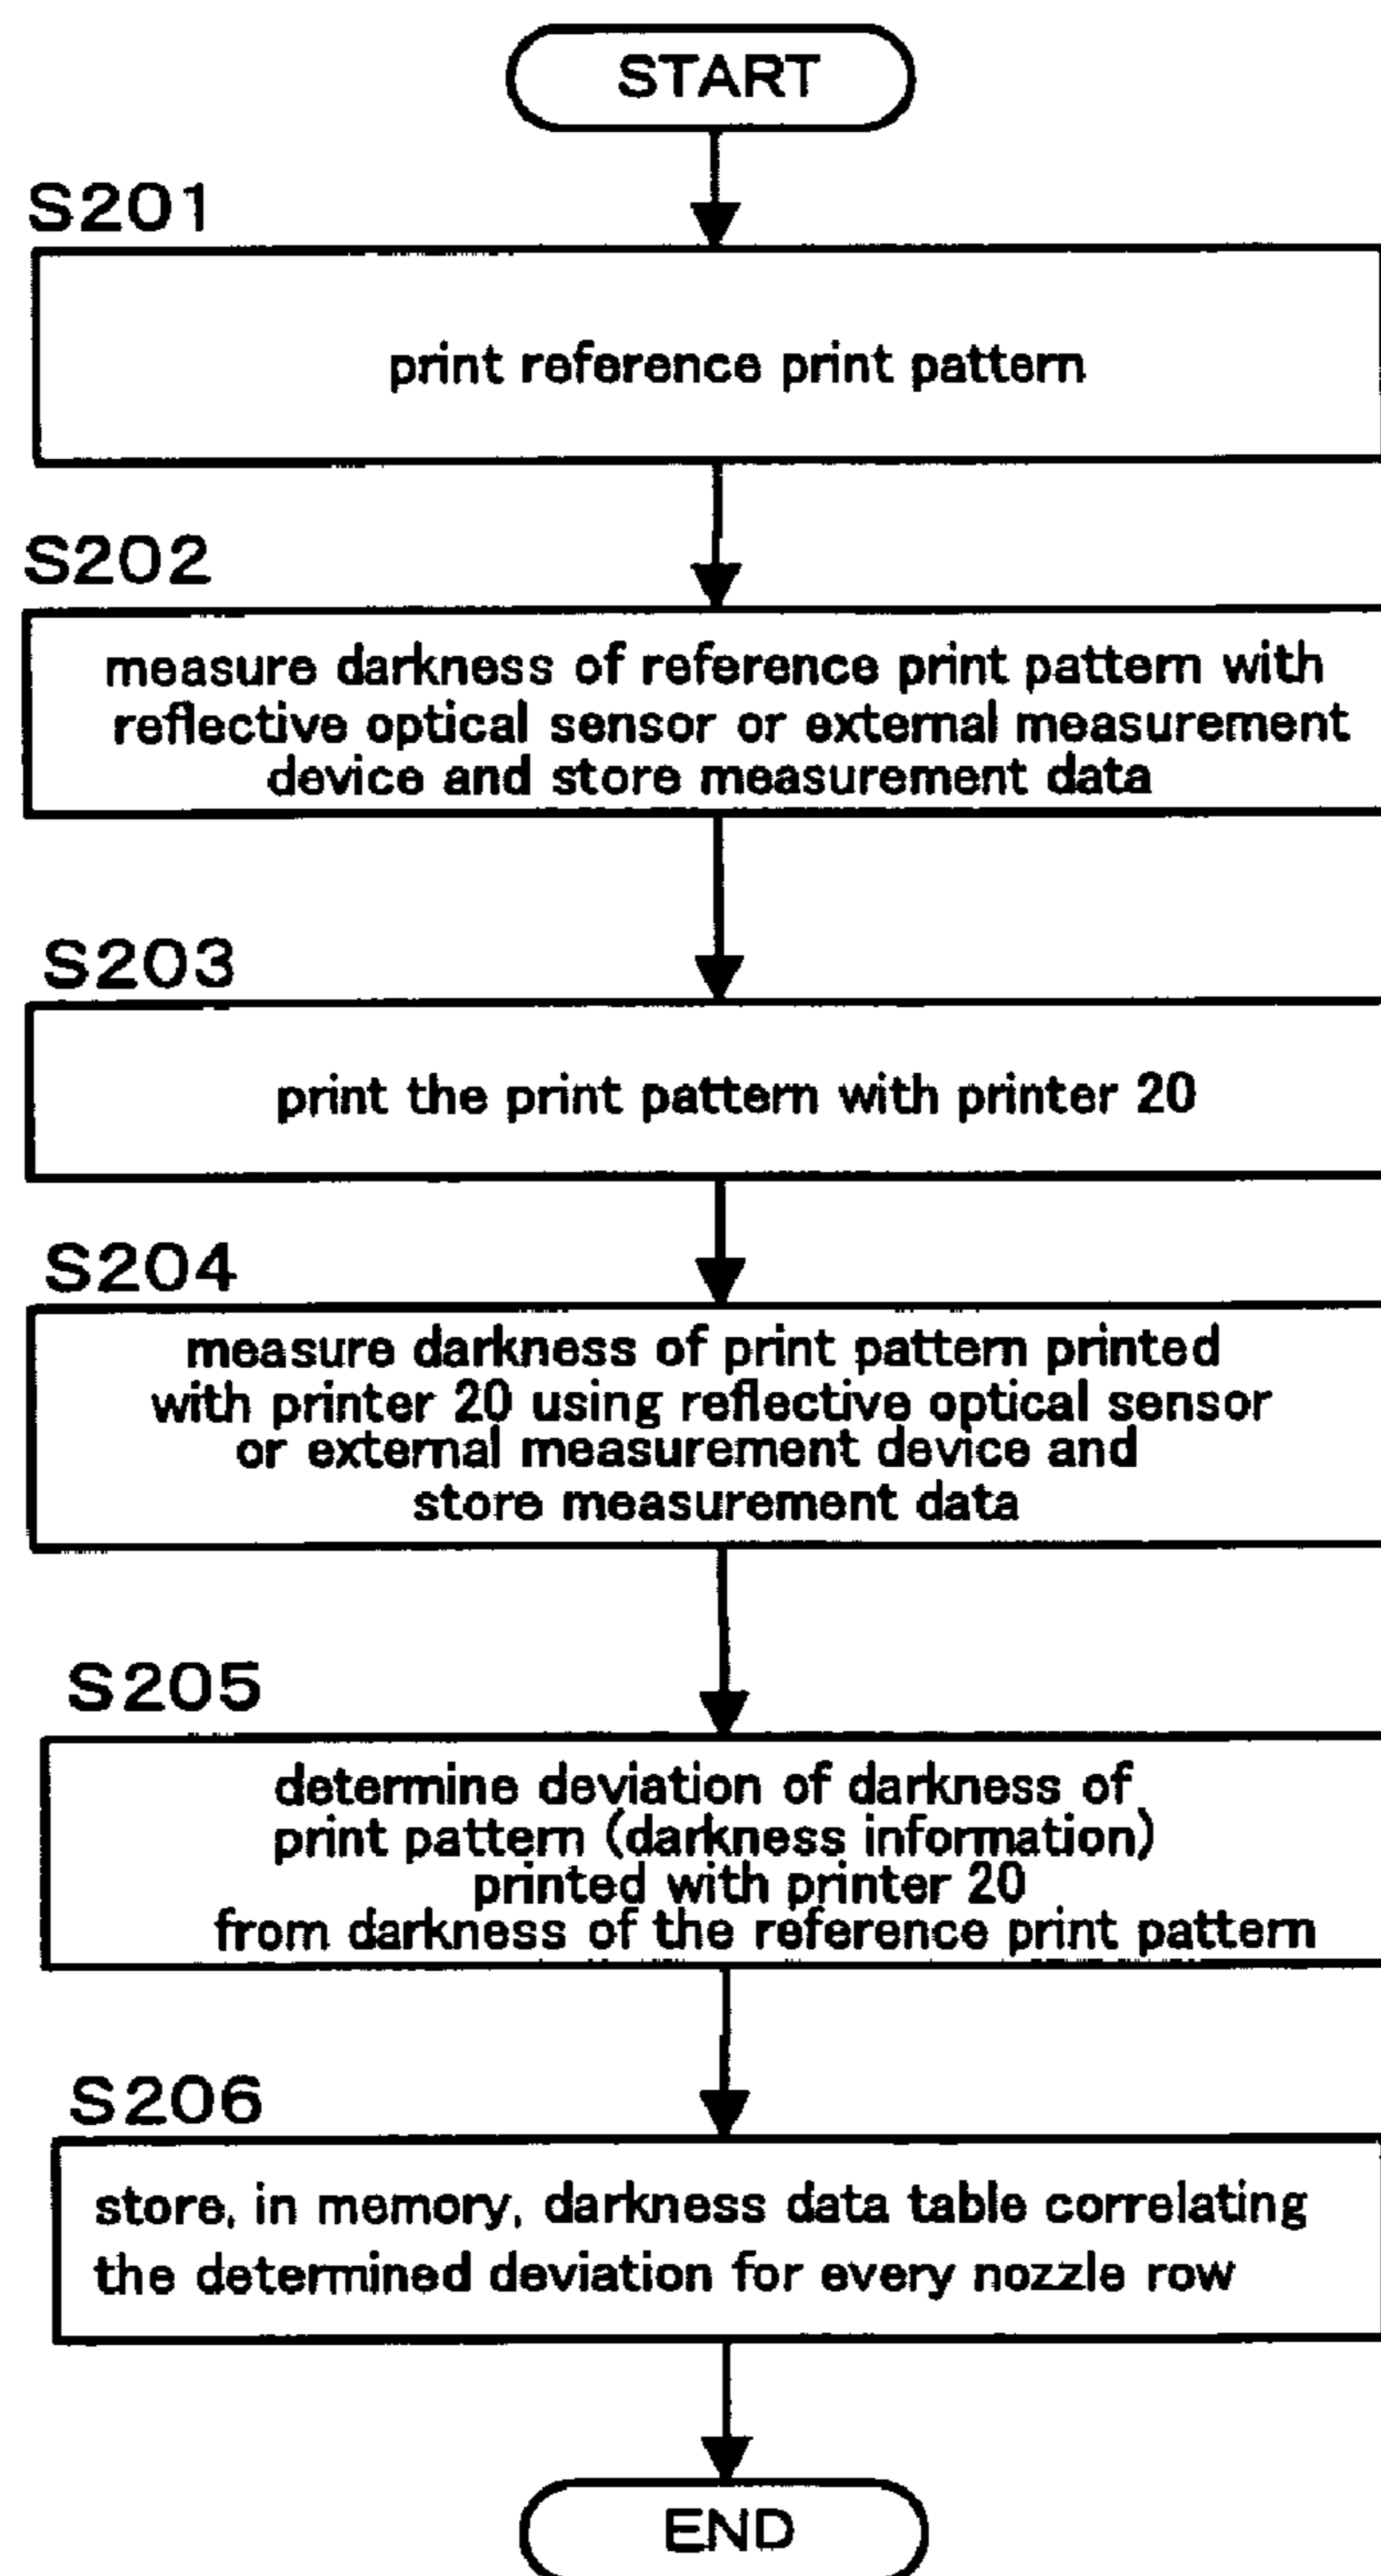 START
S201
print reference print pattern
S202
measure darkness of reference print pattern with
reflective optical sensor or external measurement
device and store measurement data
S203
print the print pattern with printer 20
S204
measure darkness of print pattern printed
with printer 20 using reflective optical sensor
or external measurement device and
store measurement data
S205
determine deviation of darkness of
print pattern (darkness information)
printed with printer 20
from darkness of the reference print pattern
S206
store, in memory, darkness data table correlating
the determined deviation for every nozzle row
END